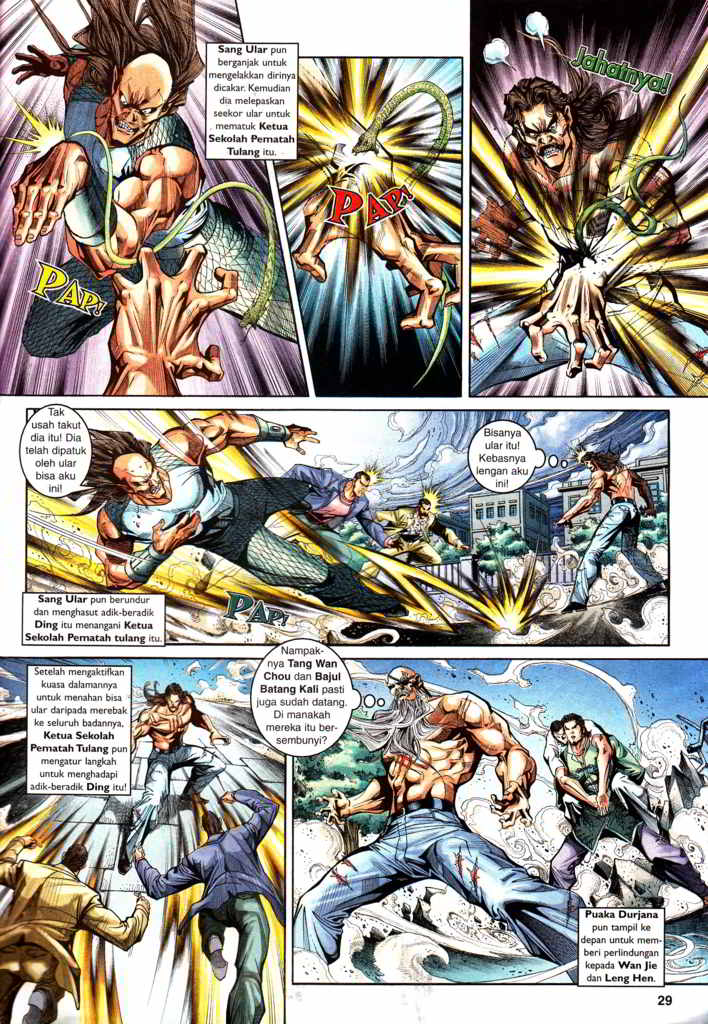 Sang Ular pun
berganjak untuk
mengelakkan dirinya
dicakar. Kemudian
dia melepaskan
seekor ular untuk
mematuk Ketua
Sekolah Pematah
Tulang itu.
PAP!
PAP!
Jahatnya!
Tak
usah takut
dia itu! Dia
telah dipatuk
oleh ular
bisa aku
ini!
Bisanya
ular itu!
Kebasnya
lengan aku
ini!
Sang Ular pun berundur
dan menghasut adik-beradik
Ding itu menangani Ketua
Sekolah Pematah tulang itu.
PAP!
Setelah mengaktifkan
kuasa dalamannya
untuk menahan bisa
ular daripada merebak
ke seluruh badannya,
Ketua Sekolah
Pematah Tulang pun
mengatur langkah
untuk menghadapi
adik-beradik Ding itu!
Nampak-
nya Tang Wan
Chou dan Bajul
Batang Kali pasti
juga sudah datang.
Di manakah
mereka itu ber-
sembunyi?
Puaka Durjana
pun tampil ke
depan untuk mem-
beri perlindungan
kepada Wan Jie
dan Leng Hen.
29